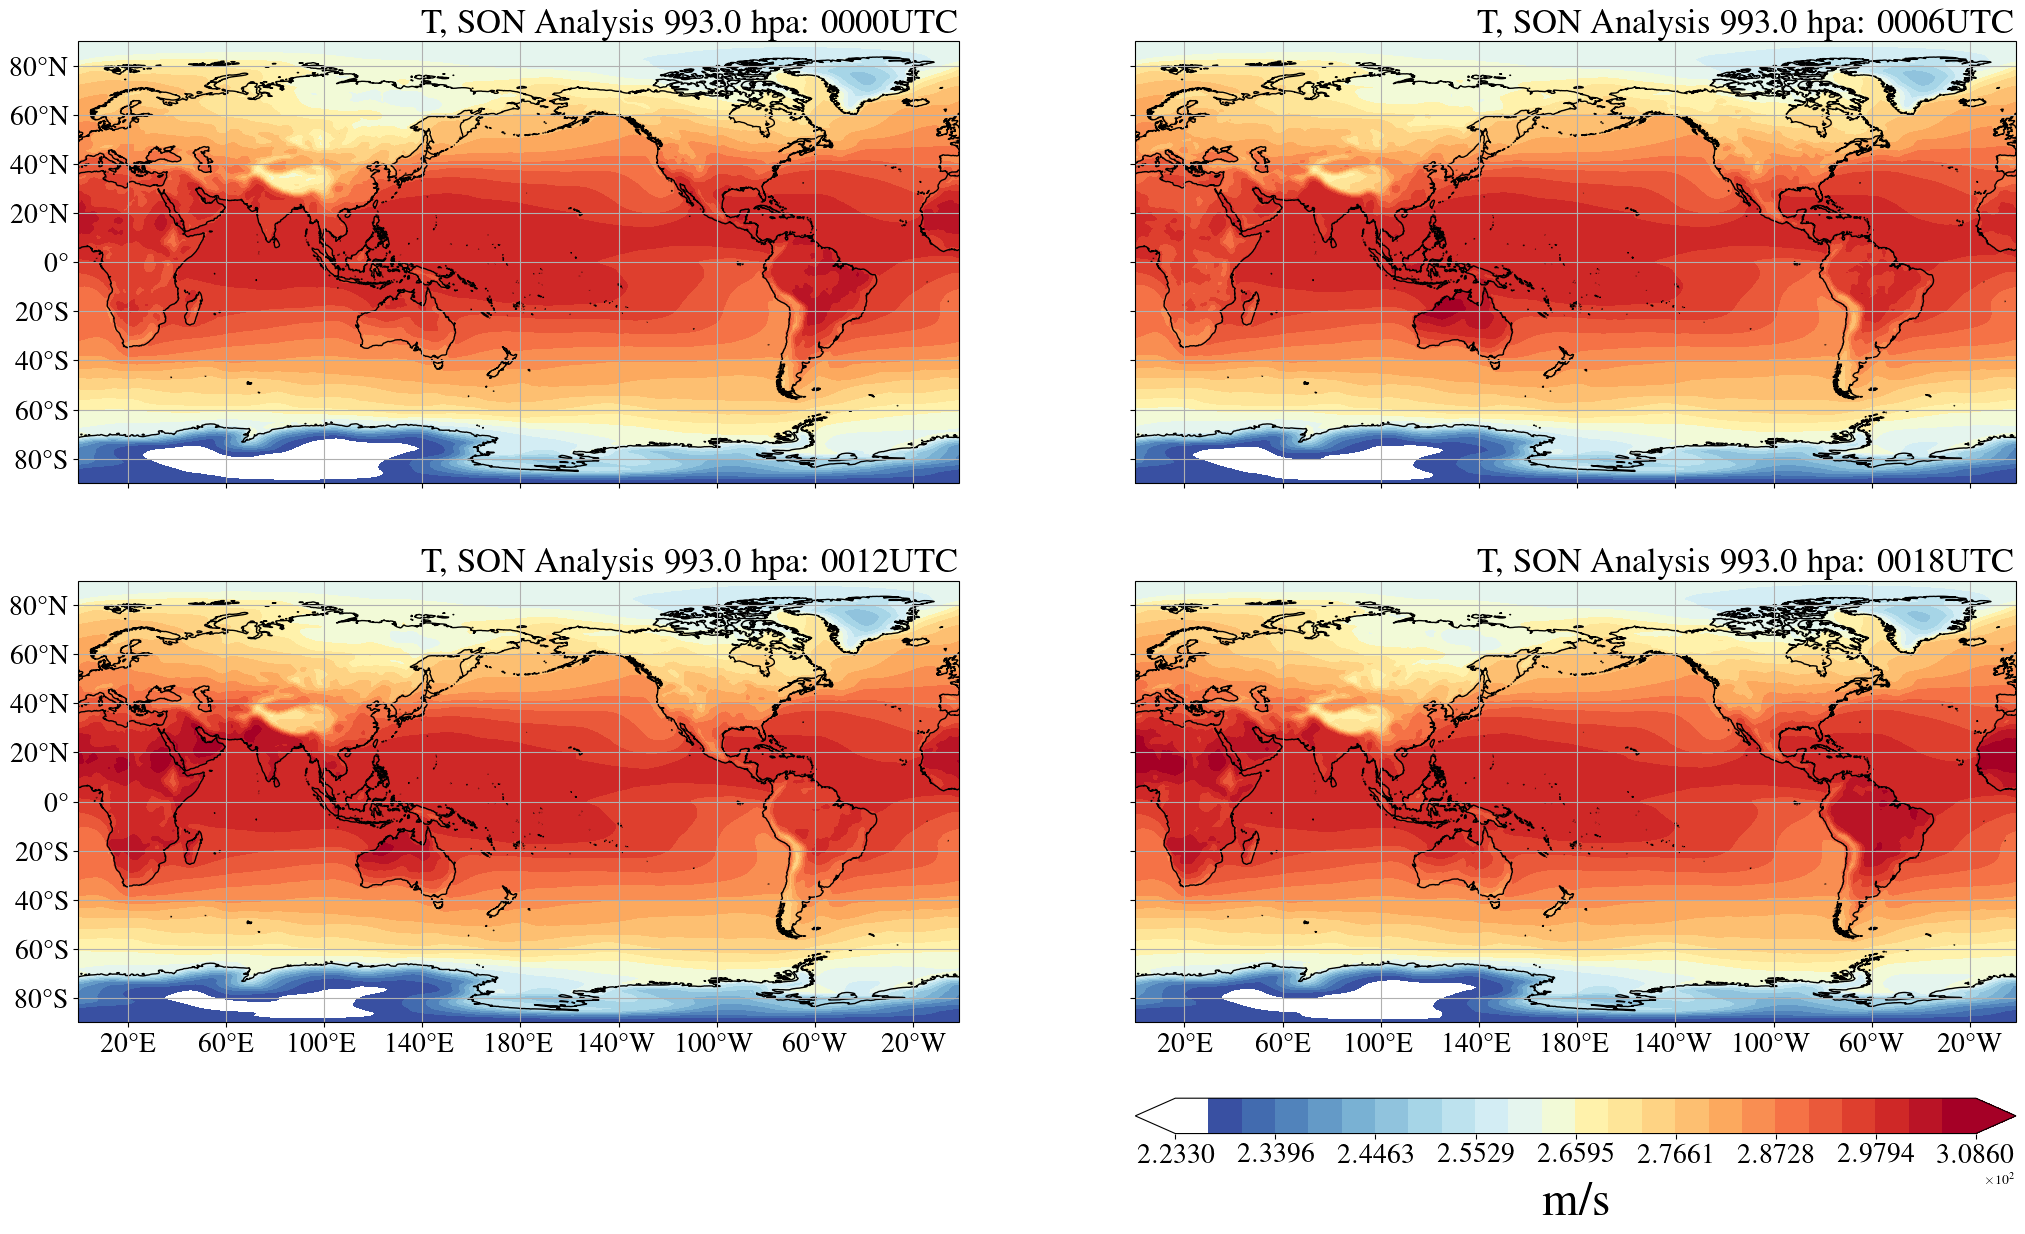 T, SON Analysis 993.0 hpa: 0000UTC
T, SON Analysis 993.0 hpa: 0006UTC
80°N
60°N
40°N
20°N
0°
20°S
40°S
60°S
80°S
T, SON Analysis 993.0 hpa: 0012UTC
T, SON Analysis 993.0 hpa: 0018UTC
80°N
60°N
40°N
20°N
0°
20°S
40°S
60°S
80°S
20°E 60°E 100°E 140°E 180°E 140°W 100°W 60°W 20°W
20°E 60°E 100°E 140°E 180°E 140°W 100°W 60°W 20°W
2.2330 2.3396 2.4463 2.5529 2.6595 2.7661 2.8728 2.9794 3.0860
×10²
m/s